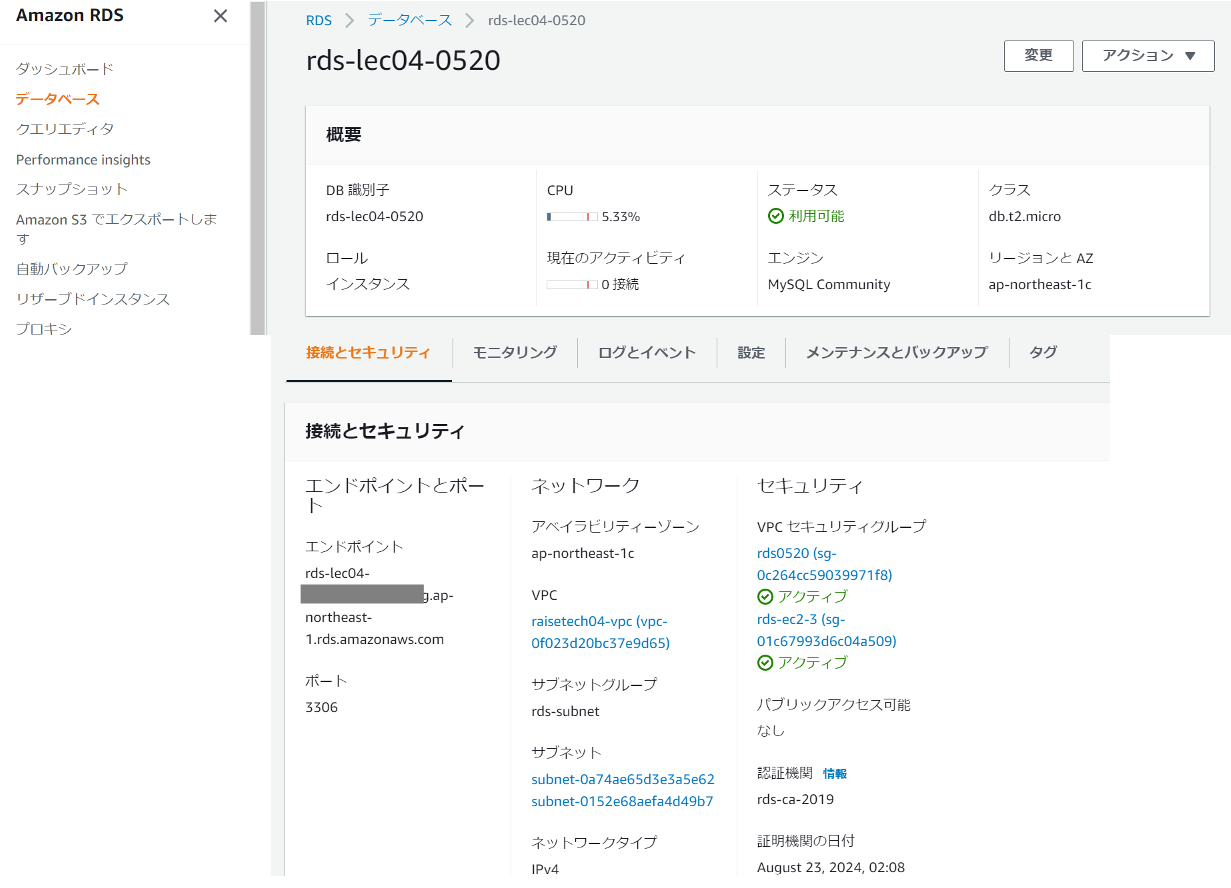 Amazon RDS
ダッシュボード
データベース
クエリエディタ
Performance insights
スナップショット
Amazon S3 でエクスポートしま
す
自動バックアップ
リザーブドインスタンス
プロキシ
RDS
データベース
rds-lec04-0520
rds-lec04-0520
変更
アクション ▼
概要
DB 識別子
rds-lec04-0520
CPU
5.33%
ステータス
利用可能
クラス
db.t2.micro
ロール
インスタンス
現在のアクティビティ
0 接続
エンジン
MySQL Community
リージョンと AZ
ap-northeast-1c
接続とセキュリティ
モニタリング
ログとイベント
設定
メンテナンスとバックアップ
タグ
接続とセキュリティ
エンドポイントとポー
ト
エンドポイント
rds-lec04-
g.ap-
northeast-
1.rds.amazonaws.com
ポート
3306
ネットワーク
アベイラビリティーゾーン
ap-northeast-1c
VPC
raisetech04-vpc (vpc-
0f023d20bc37e9d65)
サブネットグループ
rds-subnet
サブネット
subnet-0a74ae65d3e3a5e62
subnet-0152e68aefa4d49b7
ネットワークタイプ
IPv4
セキュリティ
VPC セキュリティグループ
rds0520 (sg-
0c264cc59039971f8)
アクティブ
rds-ec2-3 (sg-
01c67993d6c04a509)
アクティブ
パブリックアクセス可能
なし
認証機関 情報
rds-ca-2019
証明機関の日付
August 23, 2024, 02:08